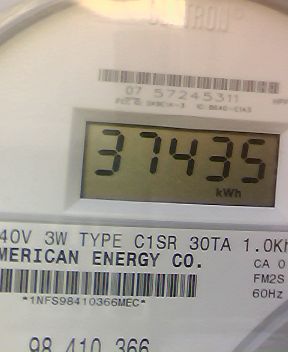 07 57245311
37435
kWh
40V 3W TYPE C1SR 30TA 1.0Kh
MERICAN ENERGY CO.
CA 0
FM2S
60Hz
*1NFS98410366MEC*
98 410 366